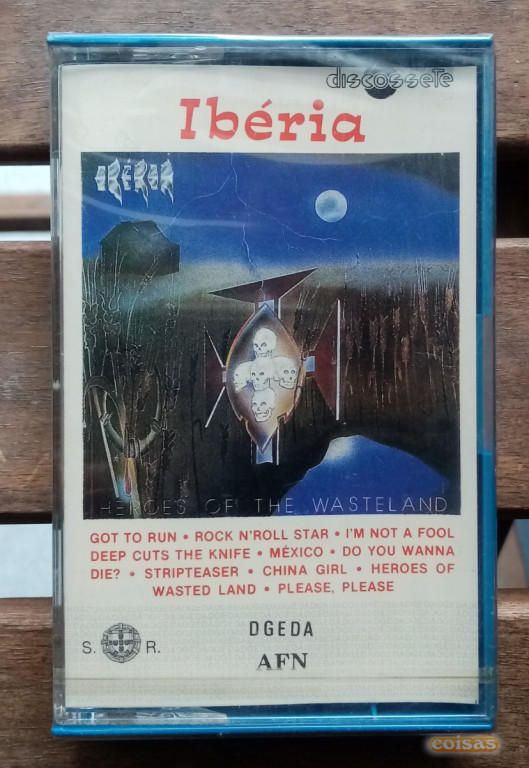 discossete
Ibéria
IBÉRIA
HEROES OF THE WASTELAND
GOT TO RUN • ROCK N'ROLL STAR • I'M NOT A FOOL
DEEP CUTS THE KNIFE • MÉXICO • DO YOU WANNA
DIE? • STRIPTEASER • CHINA GIRL • HEROES OF
WASTED LAND • PLEASE, PLEASE
S. R.
DGEDA
AFN
coisas